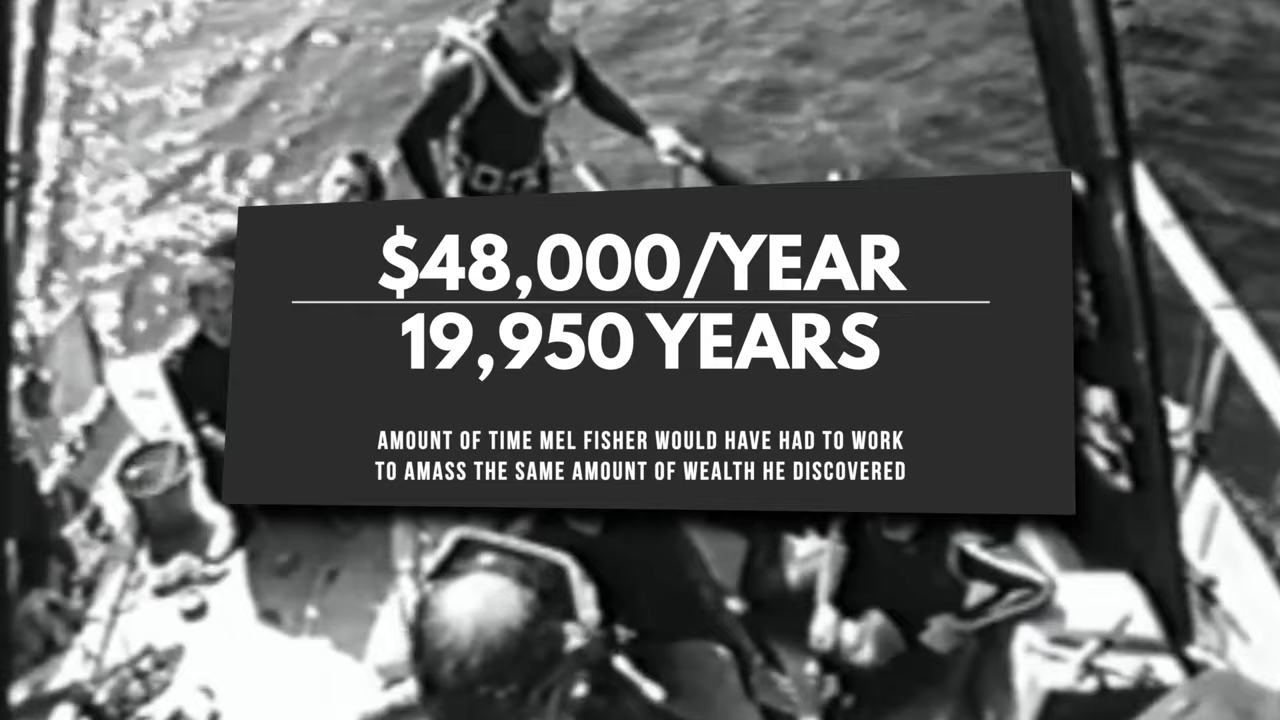 $48,000/YEAR
19,950 YEARS
AMOUNT OF TIME MEL FISHER WOULD HAVE HAD TO WORK
TO AMASS THE SAME AMOUNT OF WEALTH HE DISCOVERED